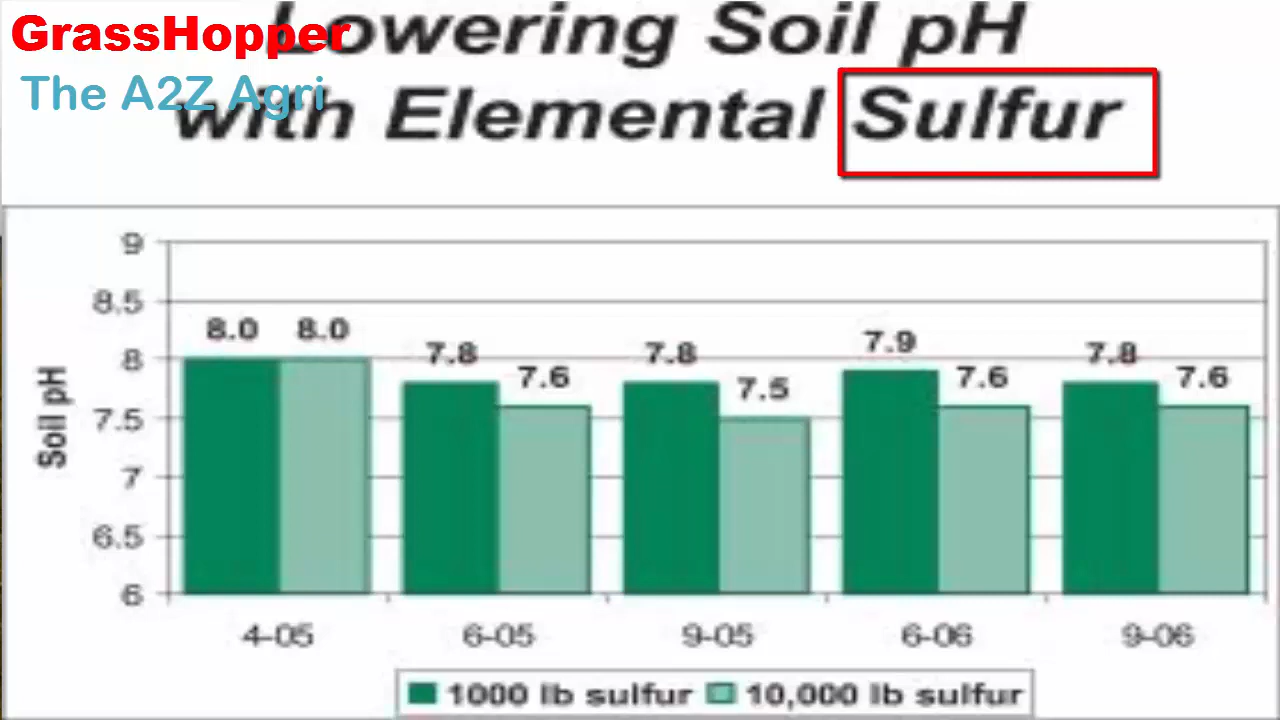 GrassHopper
The A2Z Agri
Lowering Soil pH
with Elemental Sulfur
9
8.5
8
7.5
7
6.5
6
Soil pH
8.0 8.0
7.8 7.6
7.8 7.5
7.9 7.6
7.8 7.6
4-05 6-05 9-05 6-06 9-06
1000 lb sulfur 10,000 lb sulfur